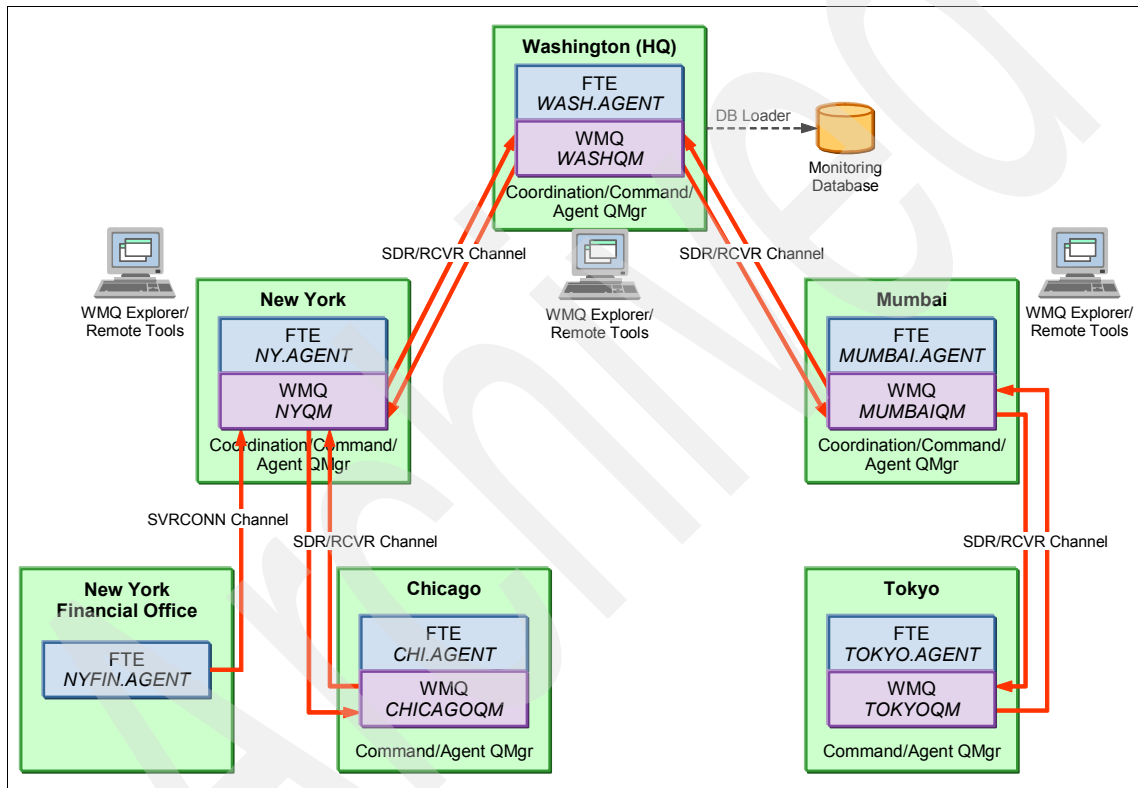 Washington (HQ)
FTE
WASH.AGENT
WMQ
WASHQM
Coordination/Command/
Agent QMgr
DB Loader
Monitoring
Database
SDR/RCVR Channel
SDR/RCVR Channel
WMQ Explorer/
Remote Tools
WMQ Explorer/
Remote Tools
WMQ Explorer/
Remote Tools
New York
FTE
NY.AGENT
WMQ
NYQM
Coordination/Command/
Agent QMgr
Mumbai
FTE
MUMBAI.AGENT
WMQ
MUMBAIQM
Coordination/Command/
Agent QMgr
SVRCONN Channel
SDR/RCVR Channel
SDR/RCVR Channel
New York
Financial Office
FTE
NYFIN.AGENT
Chicago
FTE
CHI.AGENT
WMQ
CHICAGOQM
Command/Agent QMgr
Tokyo
FTE
TOKYO.AGENT
WMQ
TOKYOQM
Command/Agent QMgr
Archived